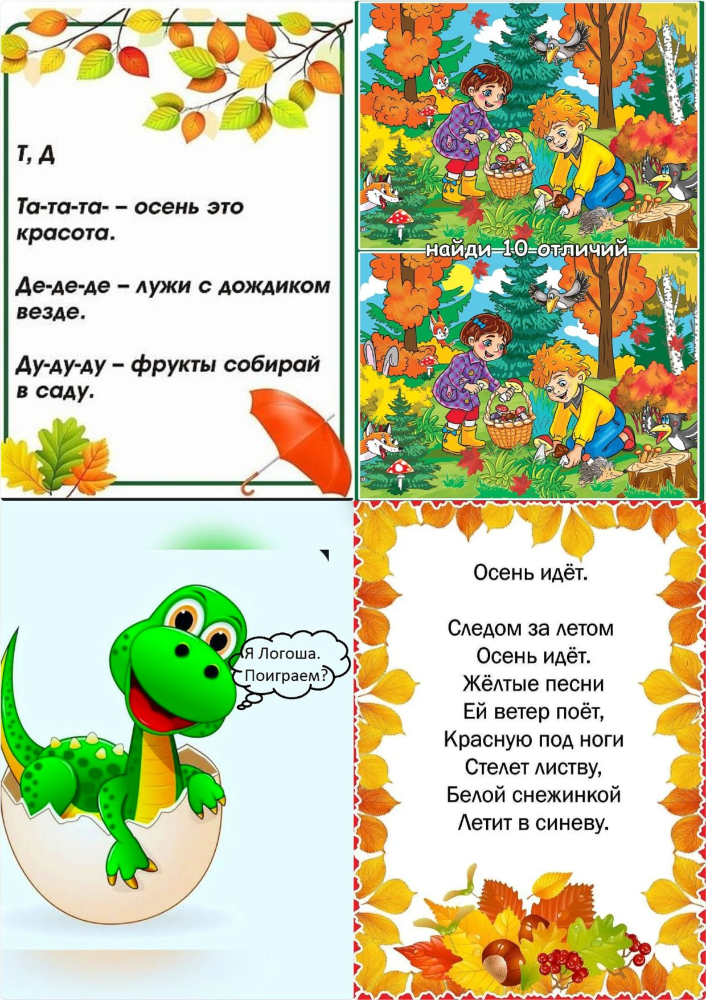 Т, Д
Та-та-та- – осень это
красота.
Де-де-де – лужи с дождиком
везде.
Ду-ду-ду – фрукты собирай
в саду.
найди 10 отличий
Я Логоша.
Поиграем?
Осень идёт.
Следом за летом
Осень идёт.
Жёлтые песни
Ей ветер поёт,
Красную под ноги
Стелет листву,
Белой снежинкой
Летит в синеву.